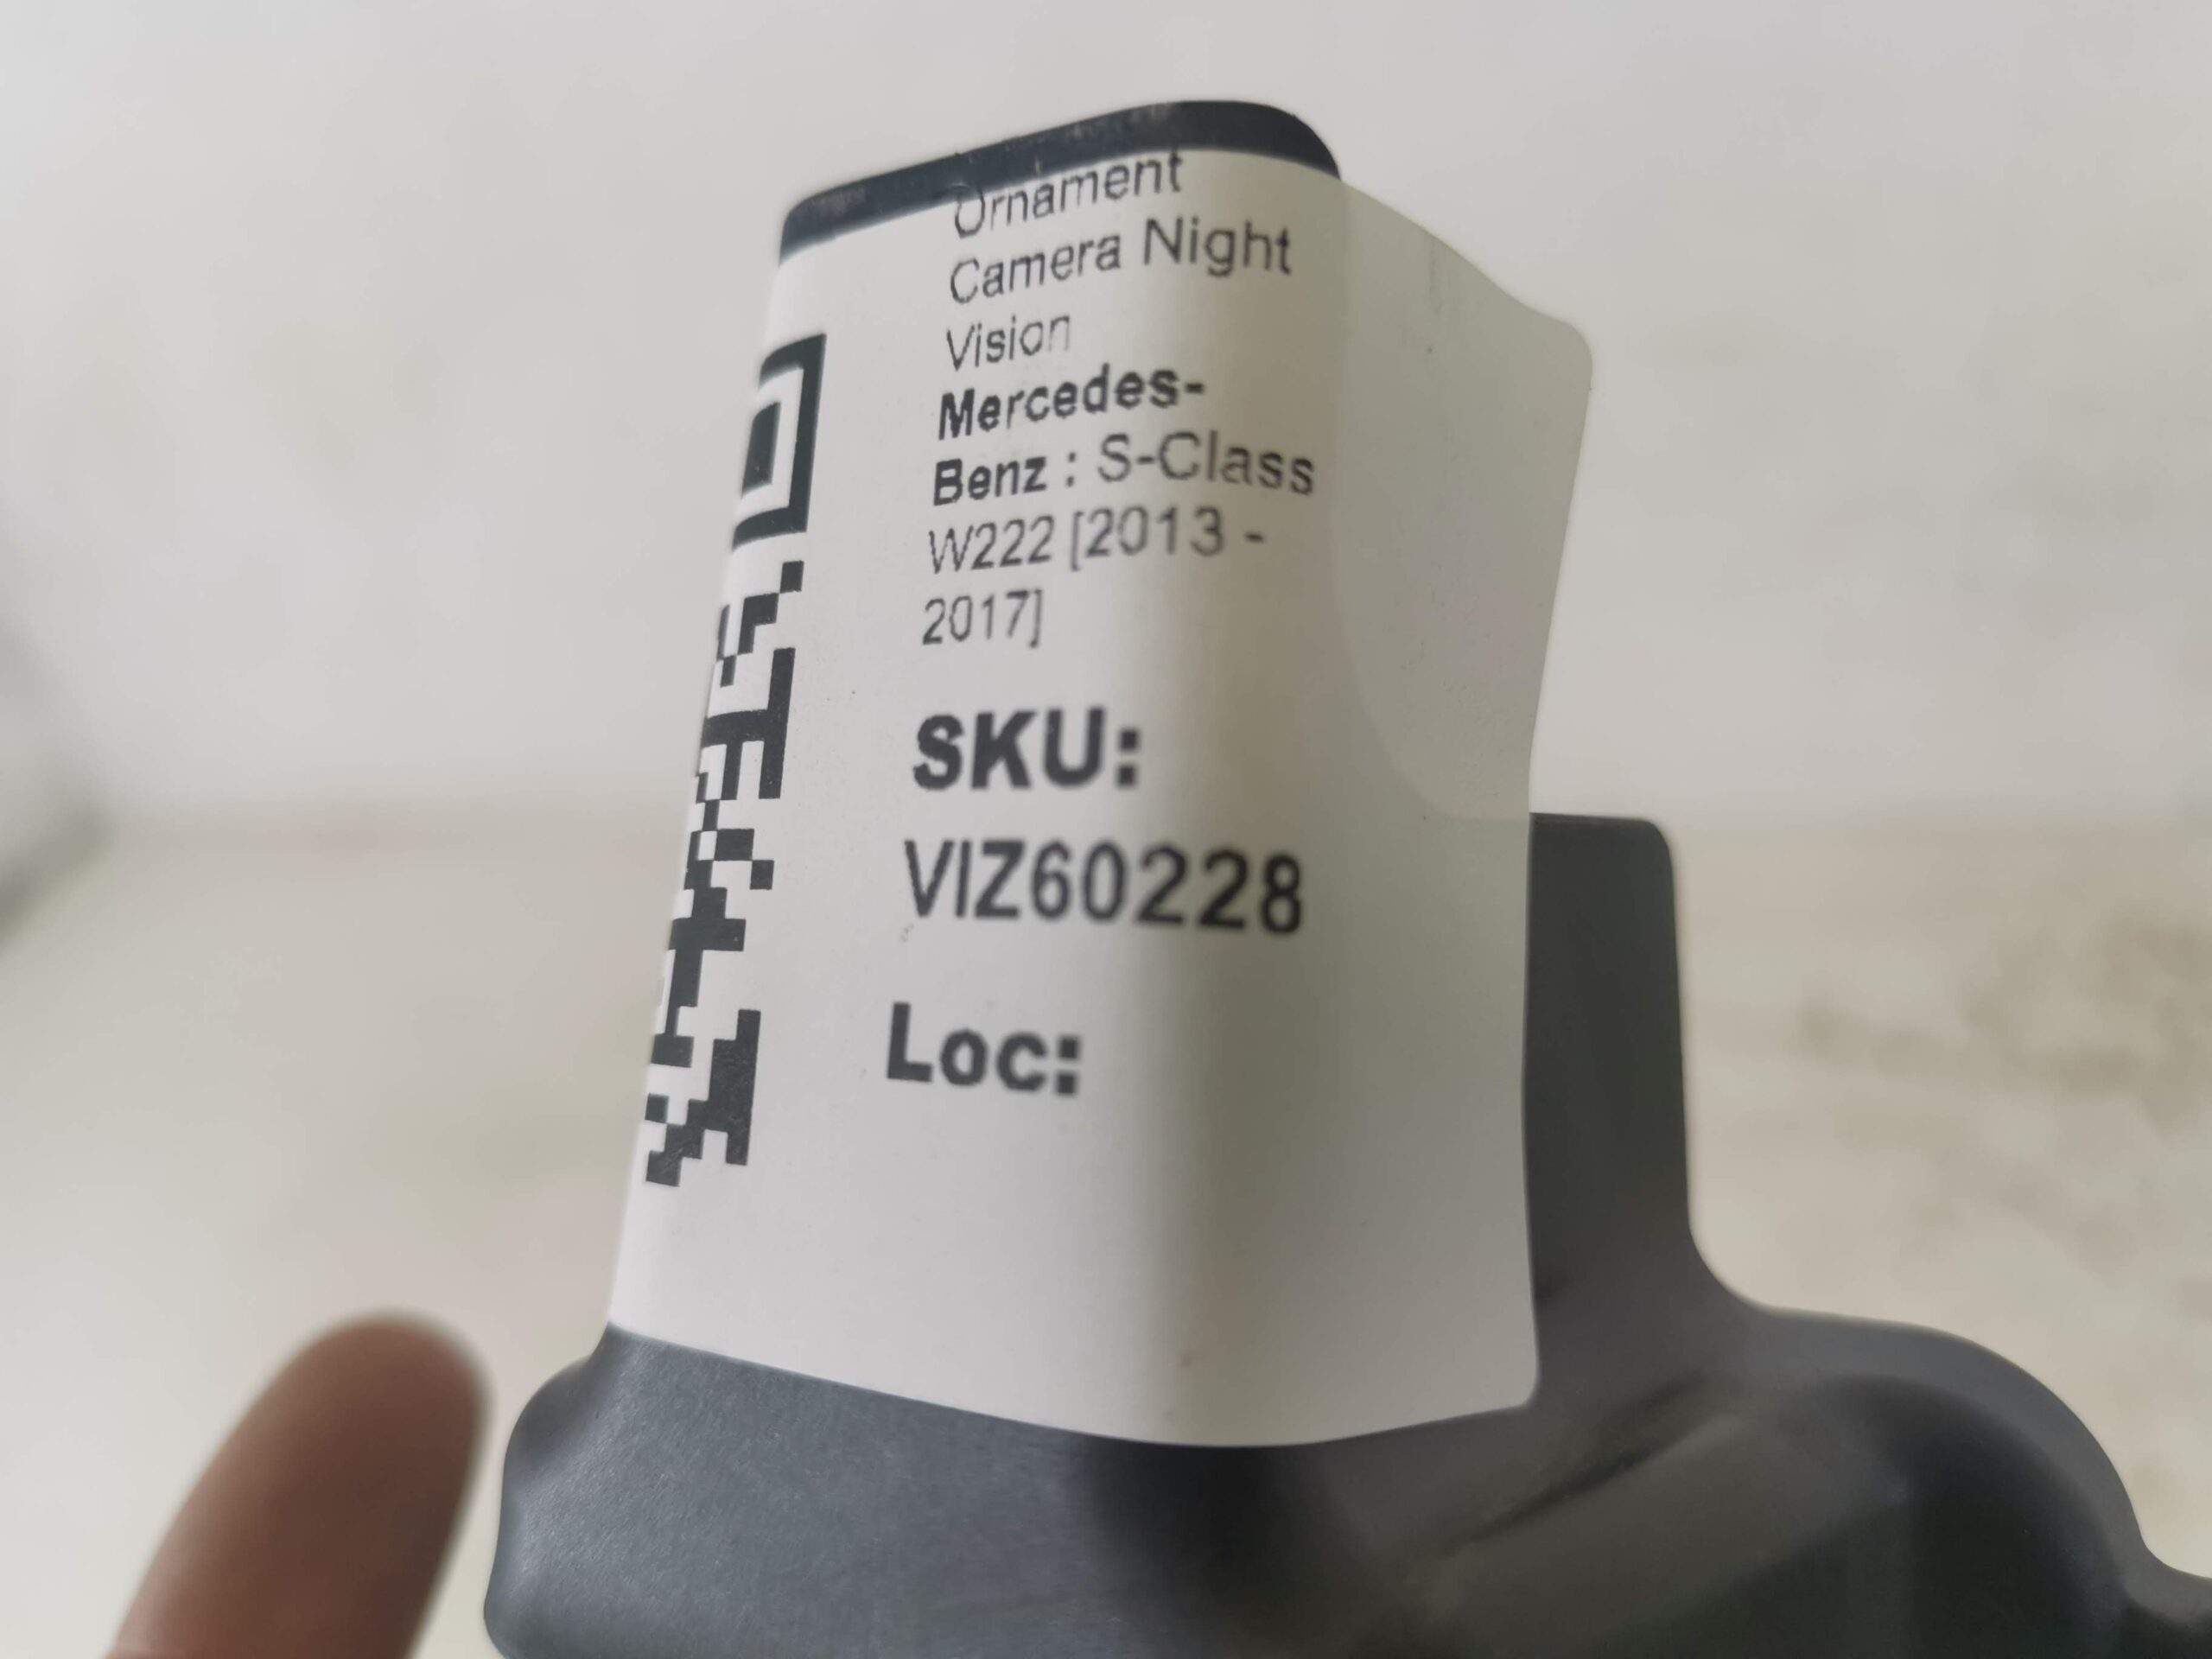 Ornament
Camera Night
Vision
Mercedes-
Benz : S-Class
W222 [2013 -
2017]
SKU:
VIZ60228
Loc: